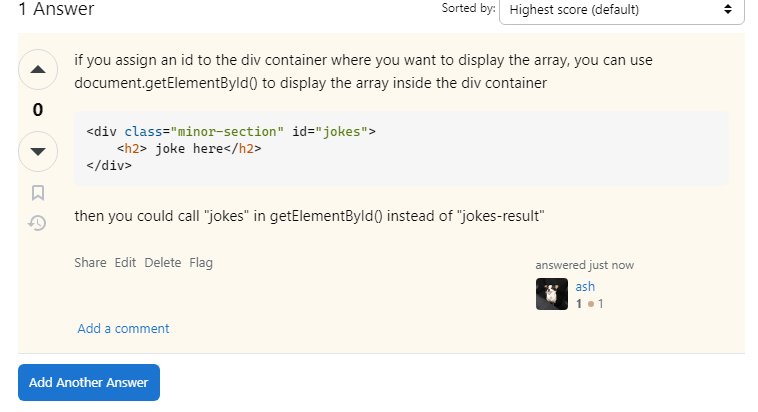 1 Answer
Sorted by: Highest score (default)
if you assign an id to the div container where you want to display the array, you can use
document.getElementById() to display the array inside the div container
0
<div class="minor-section" id="jokes">
    <h2> joke here</h2>
</div>
then you could call "jokes" in getElementById() instead of "jokes-result"
Share Edit Delete Flag
answered just now
ash
1 1
Add a comment
Add Another Answer